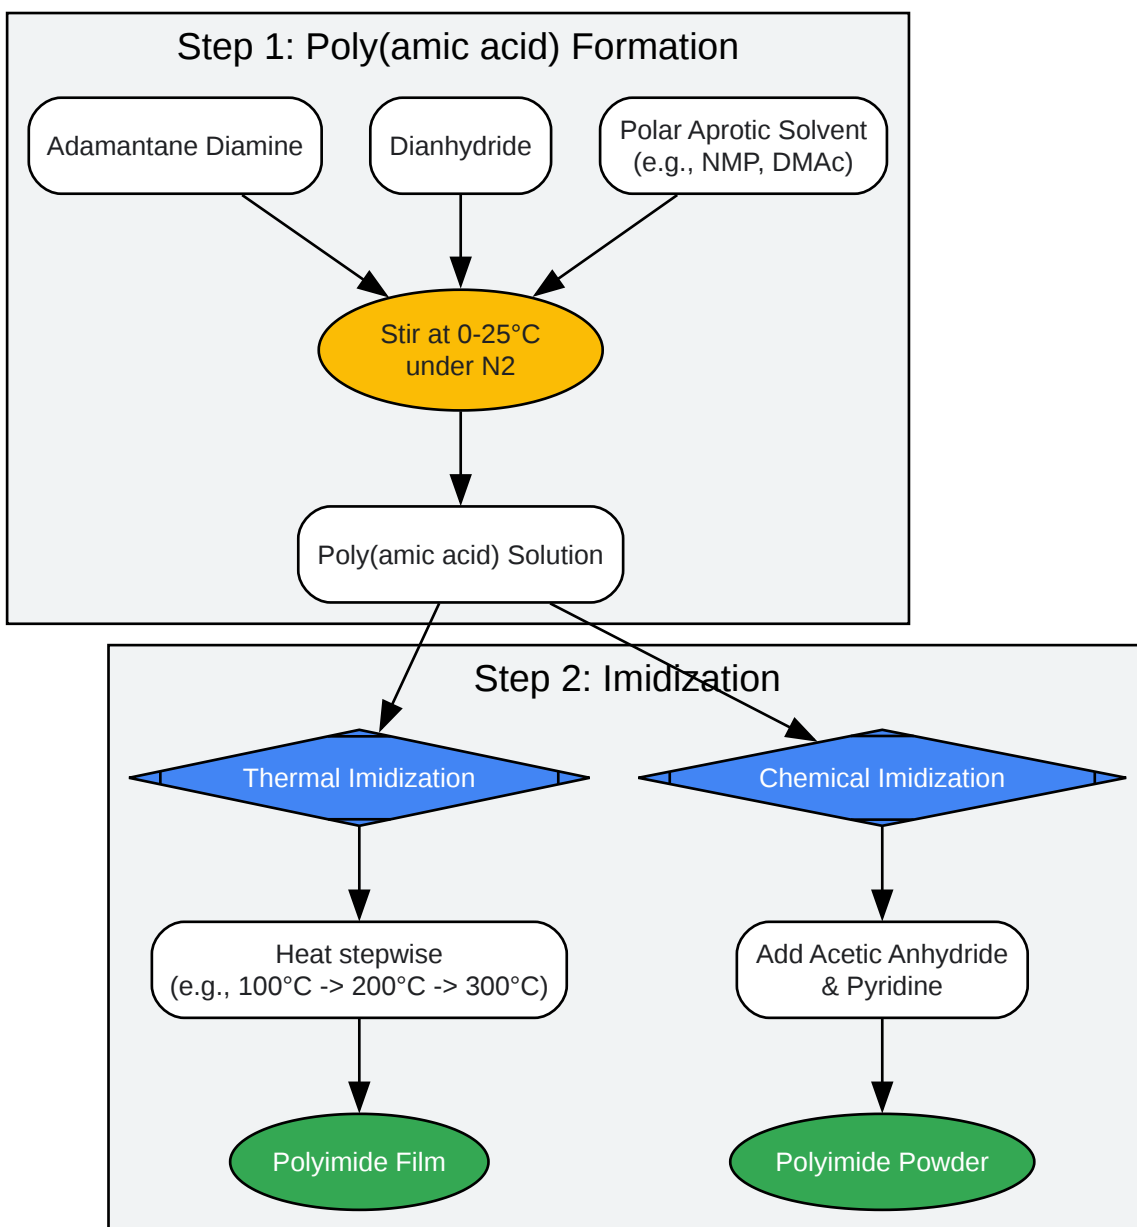 Step 1: Poly(amic acid) Formation
Adamantane Diamine
Dianhydride
Polar Aprotic Solvent
(e.g., NMP, DMAc)
Stir at 0-25°C
under N2
Poly(amic acid) Solution
Step 2: Imidization
Thermal Imidization
Chemical Imidization
Heat stepwise
(e.g., 100°C -> 200°C -> 300°C)
Add Acetic Anhydride
& Pyridine
Polyimide Film
Polyimide Powder